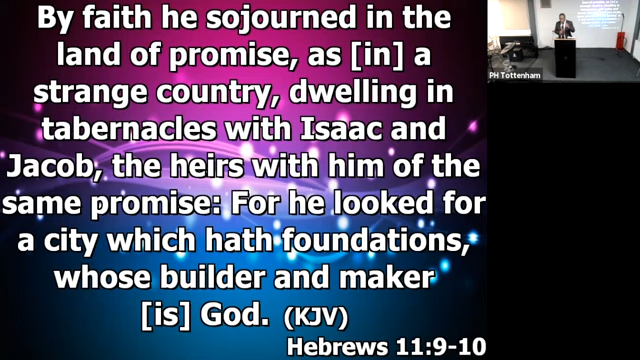 By faith he sojourned in the
land of promise, as [in] a
strange country, dwelling in
tabernacles with Isaac and
Jacob, the heirs with him of the
same promise: For he looked for
a city which hath foundations,
whose builder and maker
[is] God. (KJV)
Hebrews 11:9-10
PH Tottenham